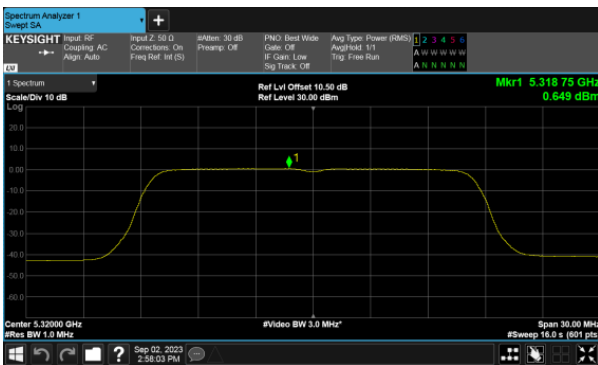 Spectrum Analyzer 1
Swept SA
+
KEYSIGHT Input: RF Input Z: 50 Ω #Atten: 30 dB PNO: Best Wide Avg Type: Power (RMS) 1 2 3 4 5 6
Coupling: AC Corrections: On Preamp: Off Gate: Off Avg|Hold: 1/1 A W W W W W
Align: Auto Freq Ref: Int (S) IF Gain: Low Trig: Free Run
Sig Track: Off A N N N N N
LXI
1 Spectrum Ref Lvl Offset 10.50 dB Mkr1 5.318 75 GHz
Scale/Div 10 dB Ref Level 30.00 dBm 0.649 dBm
Log
20.0
10.0
1
0.00
-10.0
-20.0
-30.0
-40.0
-50.0
-60.0
Center 5.32000 GHz #Video BW 3.0 MHz* Span 30.00 MHz
#Res BW 1.0 MHz #Sweep 16.0 s (601 pts)
? Sep 02, 2023
2:58:03 PM